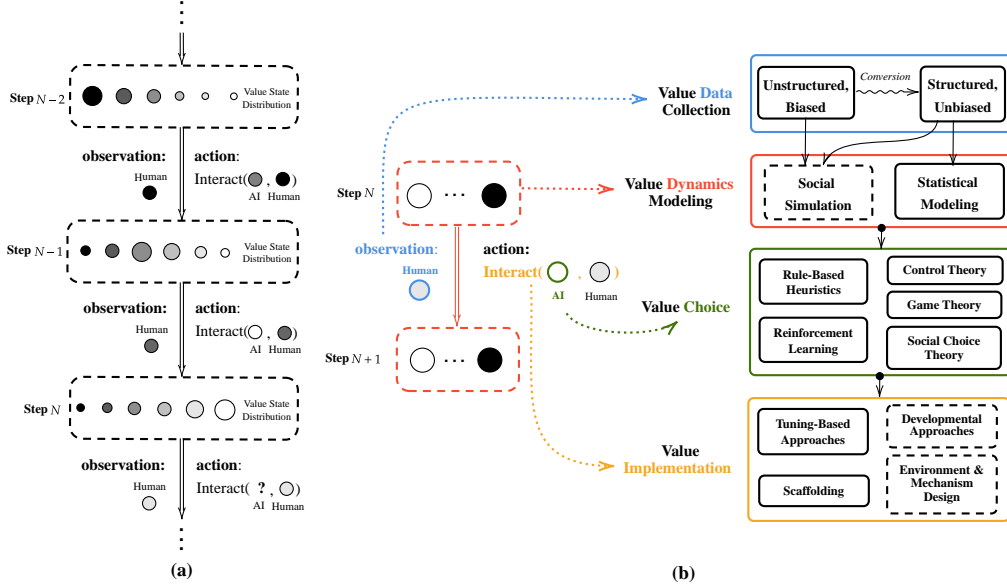 Step N−2
Value State
Distribution
observation:
Human
action:
Interact( , )
AI Human
Step N−1
Value State
Distribution
observation:
Human
action:
Interact( , )
AI Human
Step N
Value State
Distribution
observation:
Human
action:
Interact( ? , )
AI Human
(a)
Value Data
Collection
Step N
Value Dynamics
Modeling
observation:
Human
action:
Interact( , )
AI
Human
Value Choice
Step N+1
Value
Implementation
Unstructured,
Biased
Conversion
Structured,
Unbiased
Social
Simulation
Statistical
Modeling
Rule-Based
Heuristics
Control Theory
Game Theory
Reinforcement
Learning
Social Choice
Theory
Tuning-Based
Approaches
Developmental
Approaches
Scaffolding
Environment &
Mechanism
Design
(b)